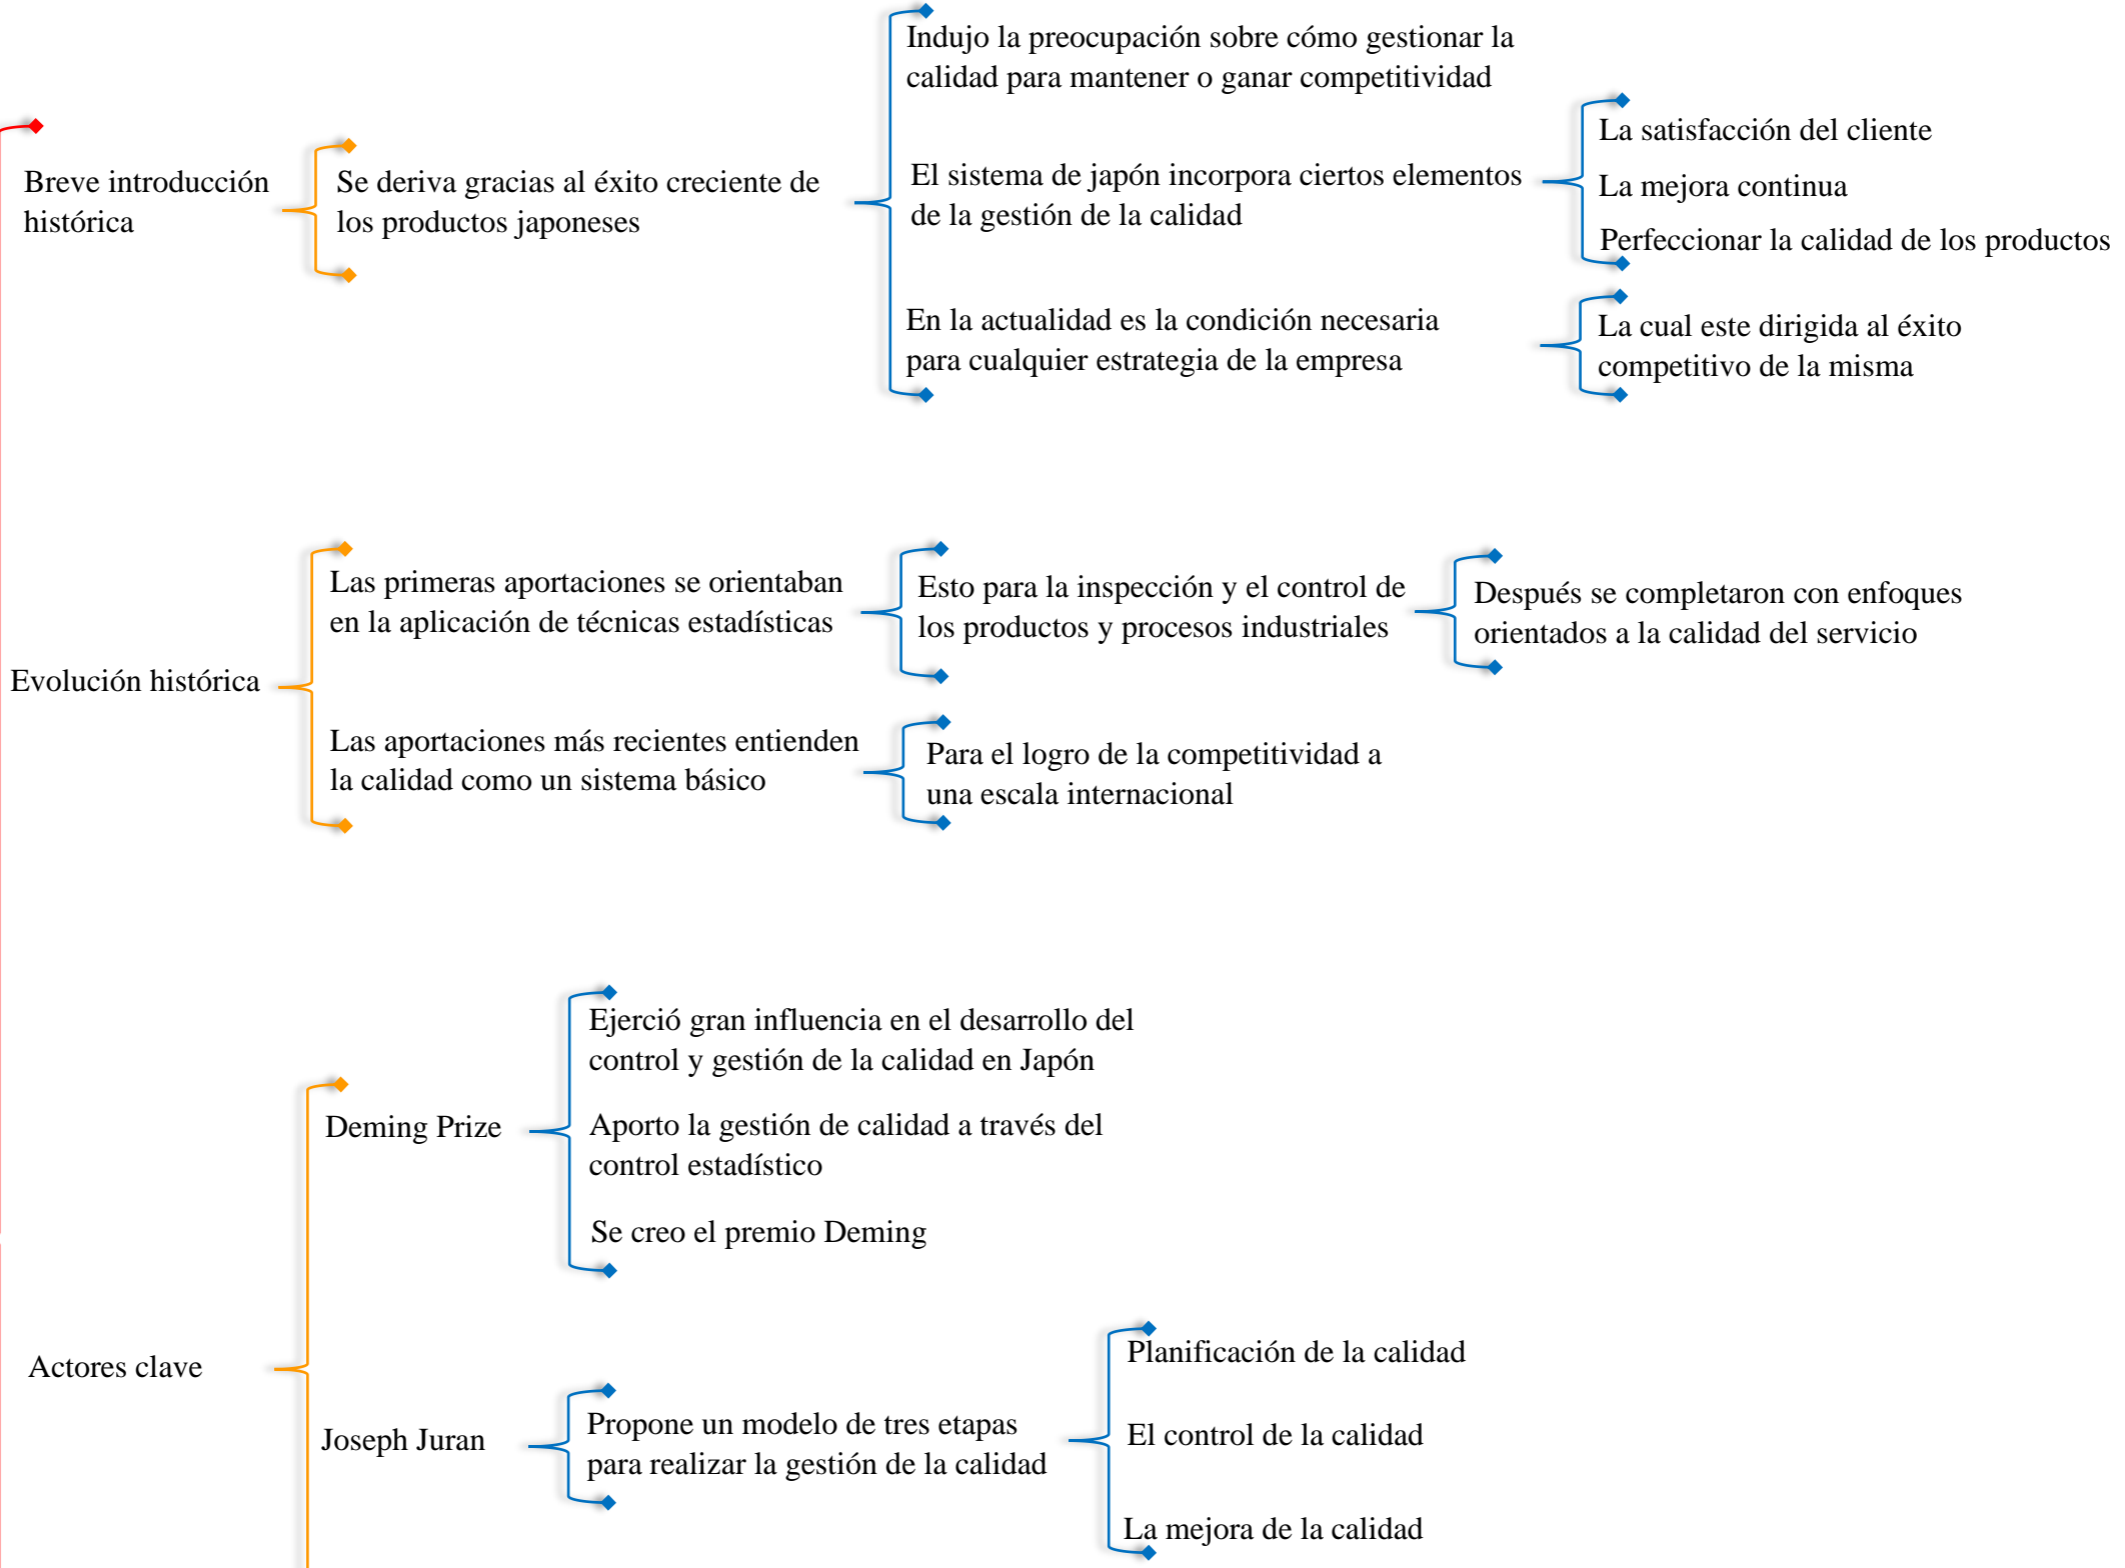 Breve introducción
histórica
Se deriva gracias al éxito creciente de
los productos japoneses
Indujo la preocupación sobre cómo gestionar la
calidad para mantener o ganar competitividad
El sistema de japón incorpora ciertos elementos
de la gestión de la calidad
La satisfacción del cliente
La mejora continua
Perfeccionar la calidad de los productos
En la actualidad es la condición necesaria
para cualquier estrategia de la empresa
La cual este dirigida al éxito
competitivo de la misma
Evolución histórica
Las primeras aportaciones se orientaban
en la aplicación de técnicas estadísticas
Esto para la inspección y el control de
los productos y procesos industriales
Después se completaron con enfoques
orientados a la calidad del servicio
Las aportaciones más recientes entienden
la calidad como un sistema básico
Para el logro de la competitividad a
una escala internacional
Actores clave
Deming Prize
Ejerció gran influencia en el desarrollo del
control y gestión de la calidad en Japón
Aporto la gestión de calidad a través del
control estadístico
Se creo el premio Deming
Joseph Juran
Propone un modelo de tres etapas
para realizar la gestión de la calidad
Planificación de la calidad
El control de la calidad
La mejora de la calidad